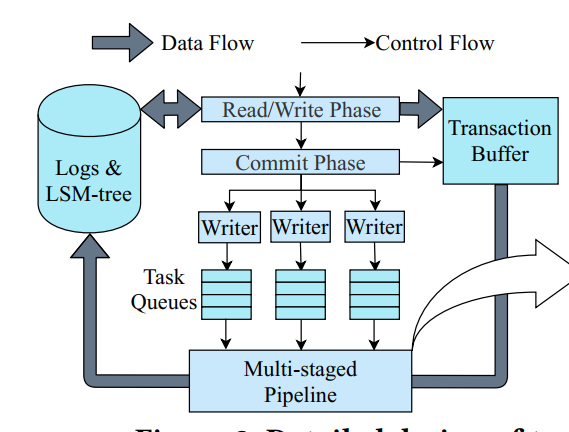 Data Flow
Control Flow
Read/Write Phase
Logs &
LSM-tree
Transaction
Buffer
Commit Phase
Writer
Writer
Writer
Task
Queues
Multi-staged
Pipeline